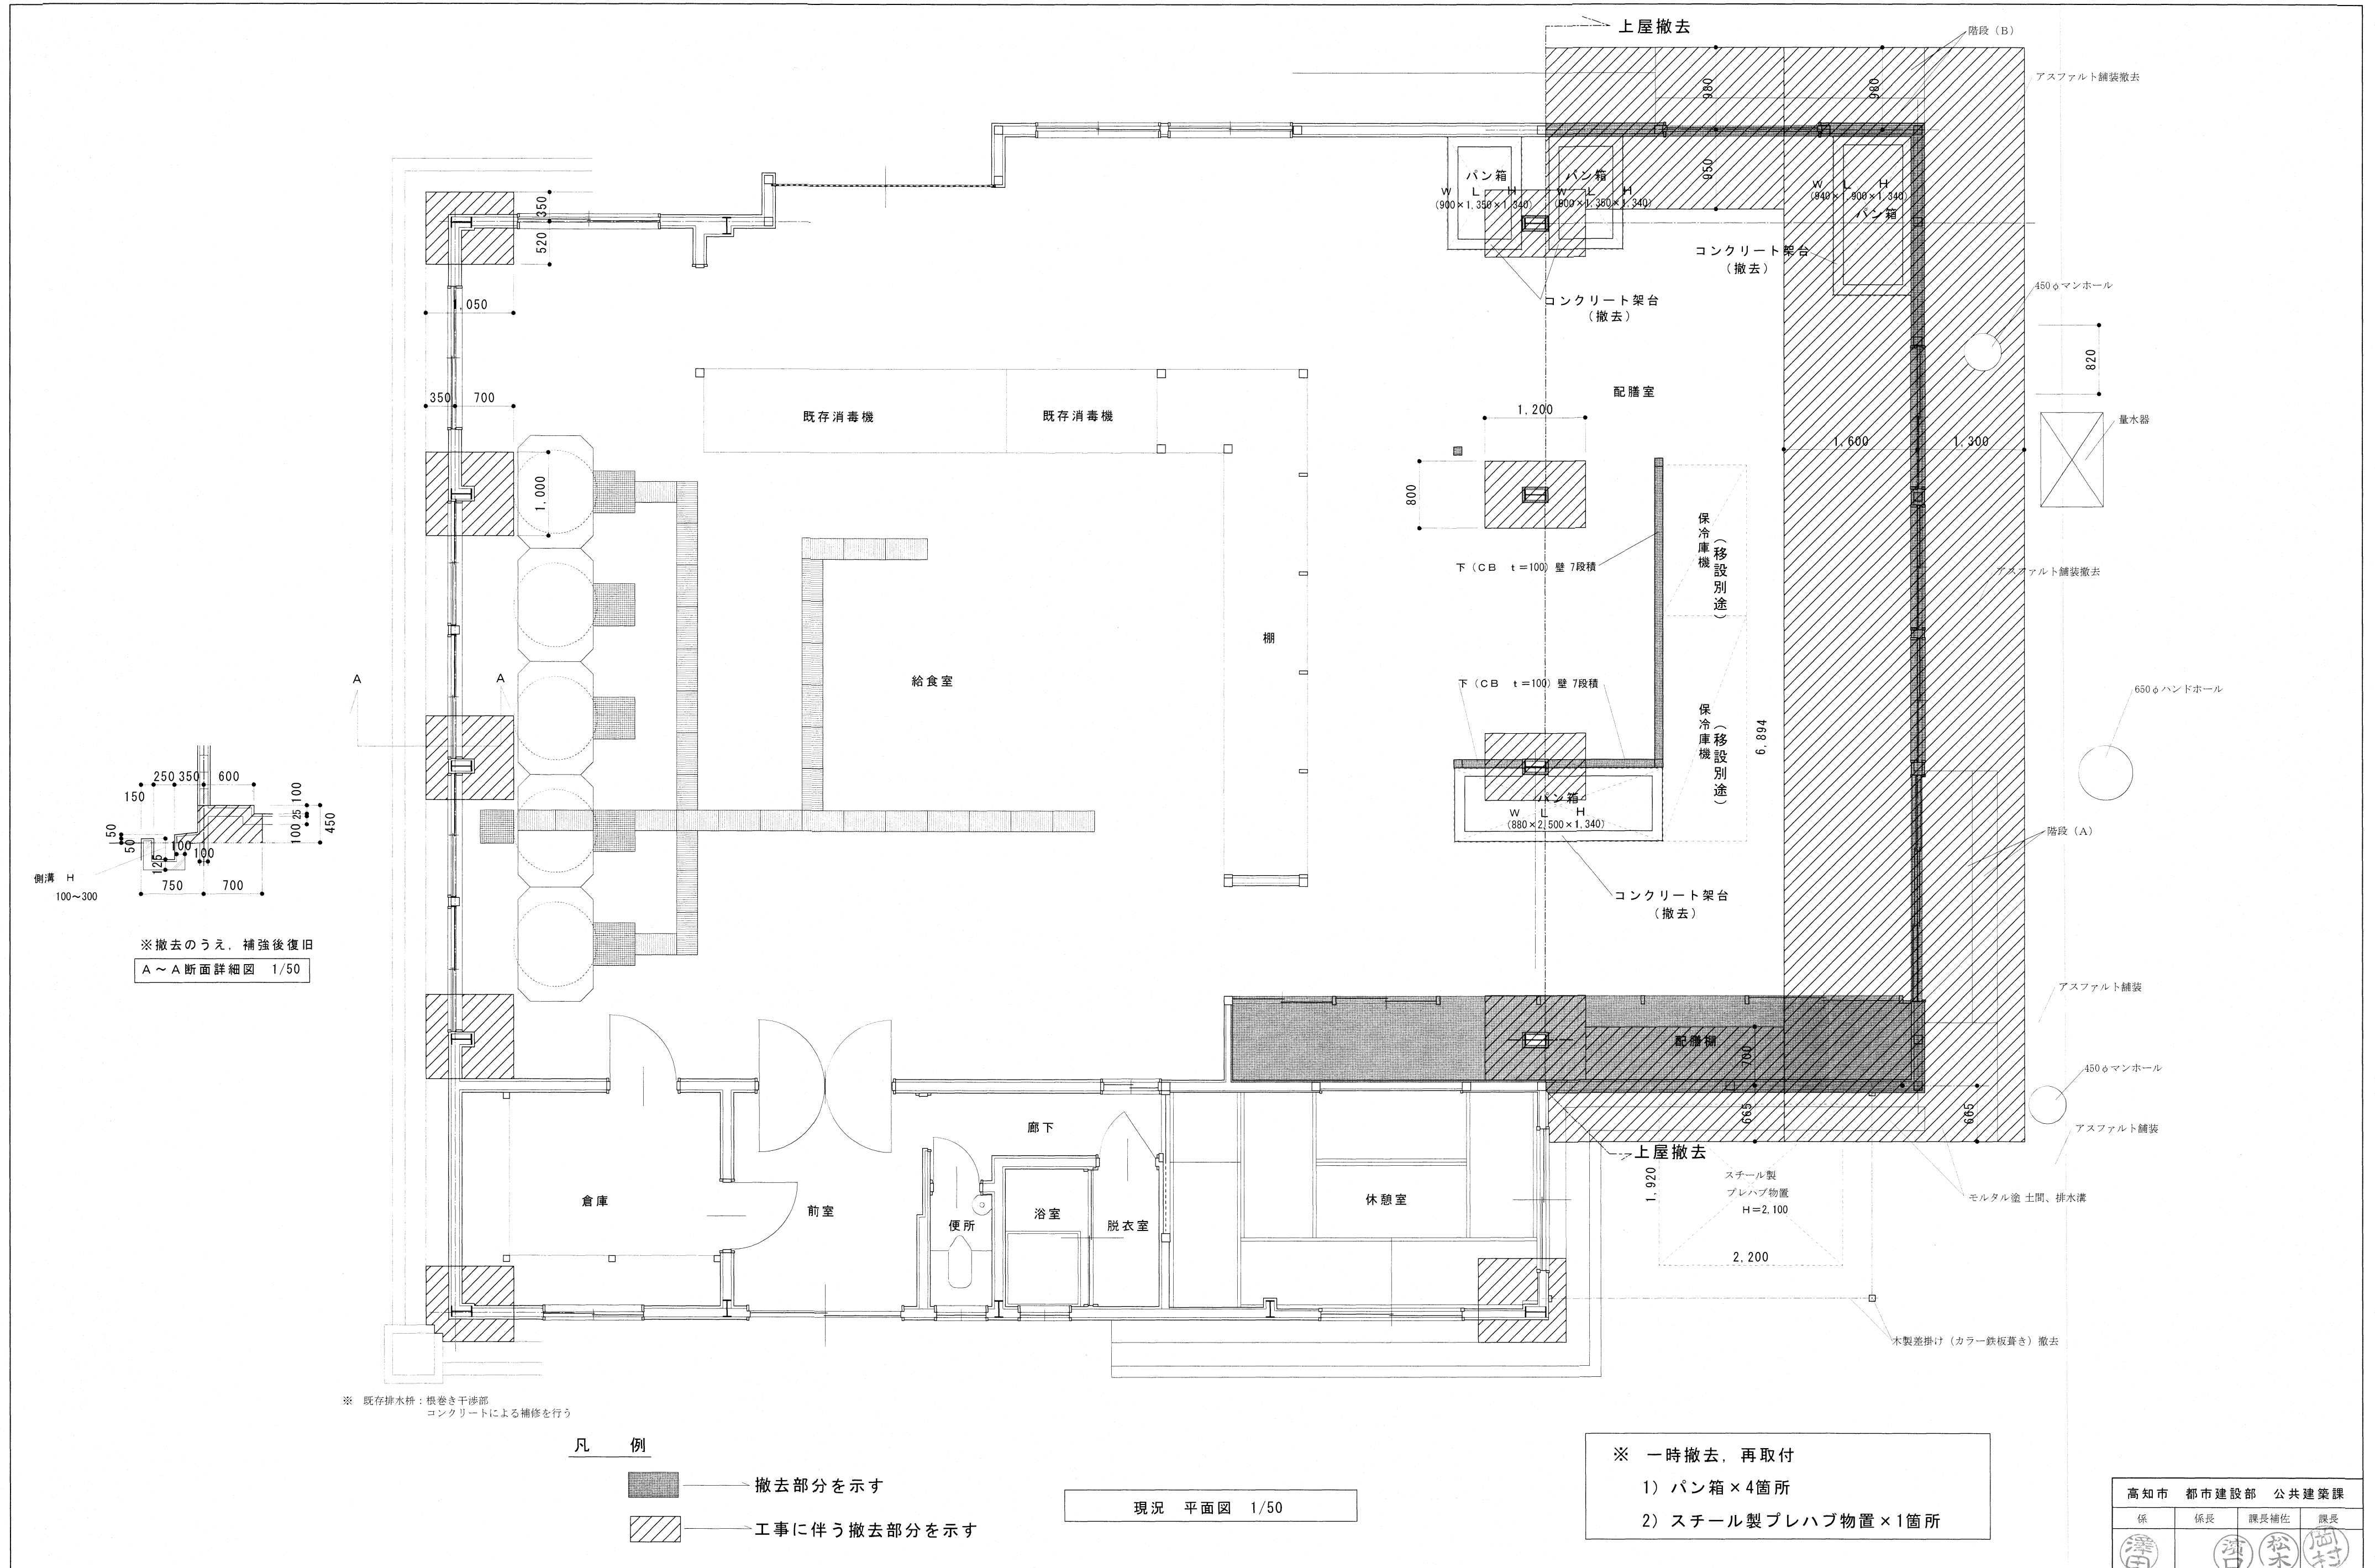 上屋撤去
階段（B）
アスファルト舗装撤去
980
980
950
350
520
1,050
パン箱
W L H
(900×1,350×1,340)
パン箱
W L H
(900×1,350×1,340)
W L H
(940×1,900×1,340)
パン箱
コンクリート架台
（撤去）
コンクリート架台
（撤去）
450φマンホール
820
350
700
既存消毒機
既存消毒機
配膳室
1,200
量水器
1,600
1,300
1,000
800
保冷庫機
（移設別途）
下（CB t=100）壁 7段積
アスファルト舗装撤去
棚
A
A
給食室
下（CB t=100）壁 7段積
保冷庫機
（移設別途）
6,894
650φハンドホール
250
350
600
150
100
25
100
450
50
50
125
100
100
側溝 H
100～300
750
700
パン箱
W L H
(880×2,500×1,340)
階段（A）
コンクリート架台
（撤去）
※撤去のうえ，補強後復旧
A～A断面詳細図 1/50
アスファルト舗装
配膳棚
700
450φマンホール
665
665
アスファルト舗装
廊下
上屋撤去
倉庫
前室
便所
浴室
脱衣室
休憩室
1,920
スチール製
プレハブ物置
H=2,100
モルタル塗 土間、排水溝
2,200
木製差掛け（カラー鉄板葺き）撤去
※ 既存排水枡：根巻き干渉部
コンクリートによる補修を行う
凡 例
撤去部分を示す
工事に伴う撤去部分を示す
現況 平面図 1/50
※ 一時撤去，再取付
1）パン箱×4箇所
2）スチール製プレハブ物置×1箇所
高知市 都市建設部 公共建築課
係 係長 課長補佐 課長
澤田
松本
岡村